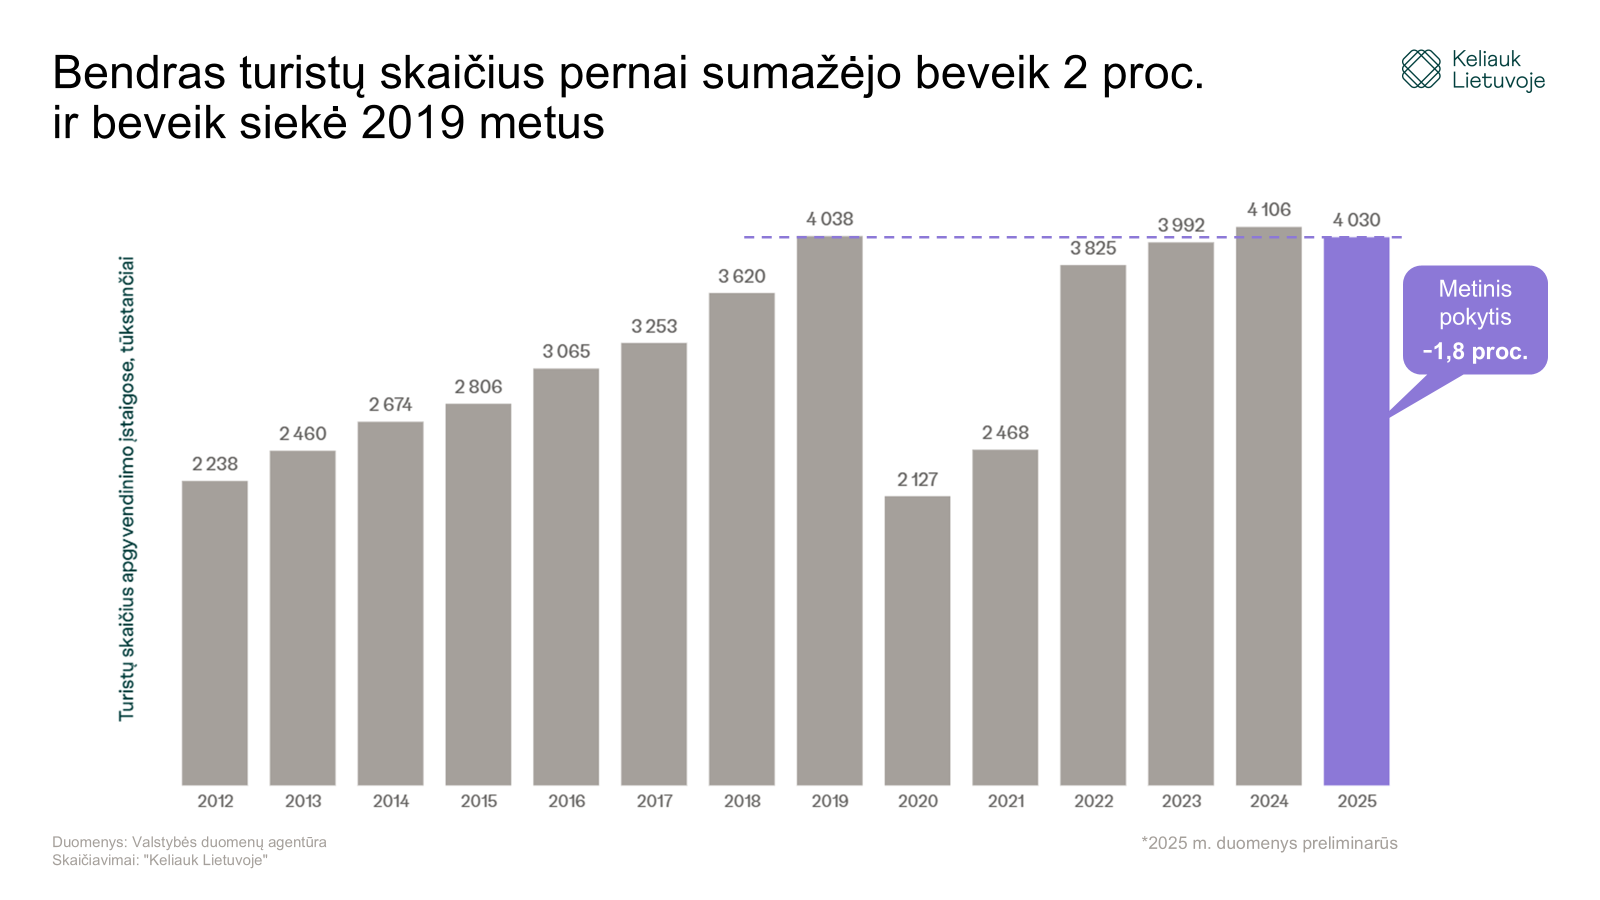 Bendras turistų skaičius pernai sumažėjo beveik 2 proc.
ir beveik siekė 2019 metus
Keliauk
Lietuvoje
Turistų skaičius apgyvendinimo įstaigose, tūkstančiai
2 238
2 460
2 674
2 806
3 065
3 253
3 620
4 038
2 127
2 468
3 825
3 992
4 106
4 030
Metinis
pokytis
-1,8 proc.
2012
2013
2014
2015
2016
2017
2018
2019
2020
2021
2022
2023
2024
2025
Duomenys: Valstybės duomenų agentūra
Skaičiavimai: "Keliauk Lietuvoje"
*2025 m. duomenys preliminarūs